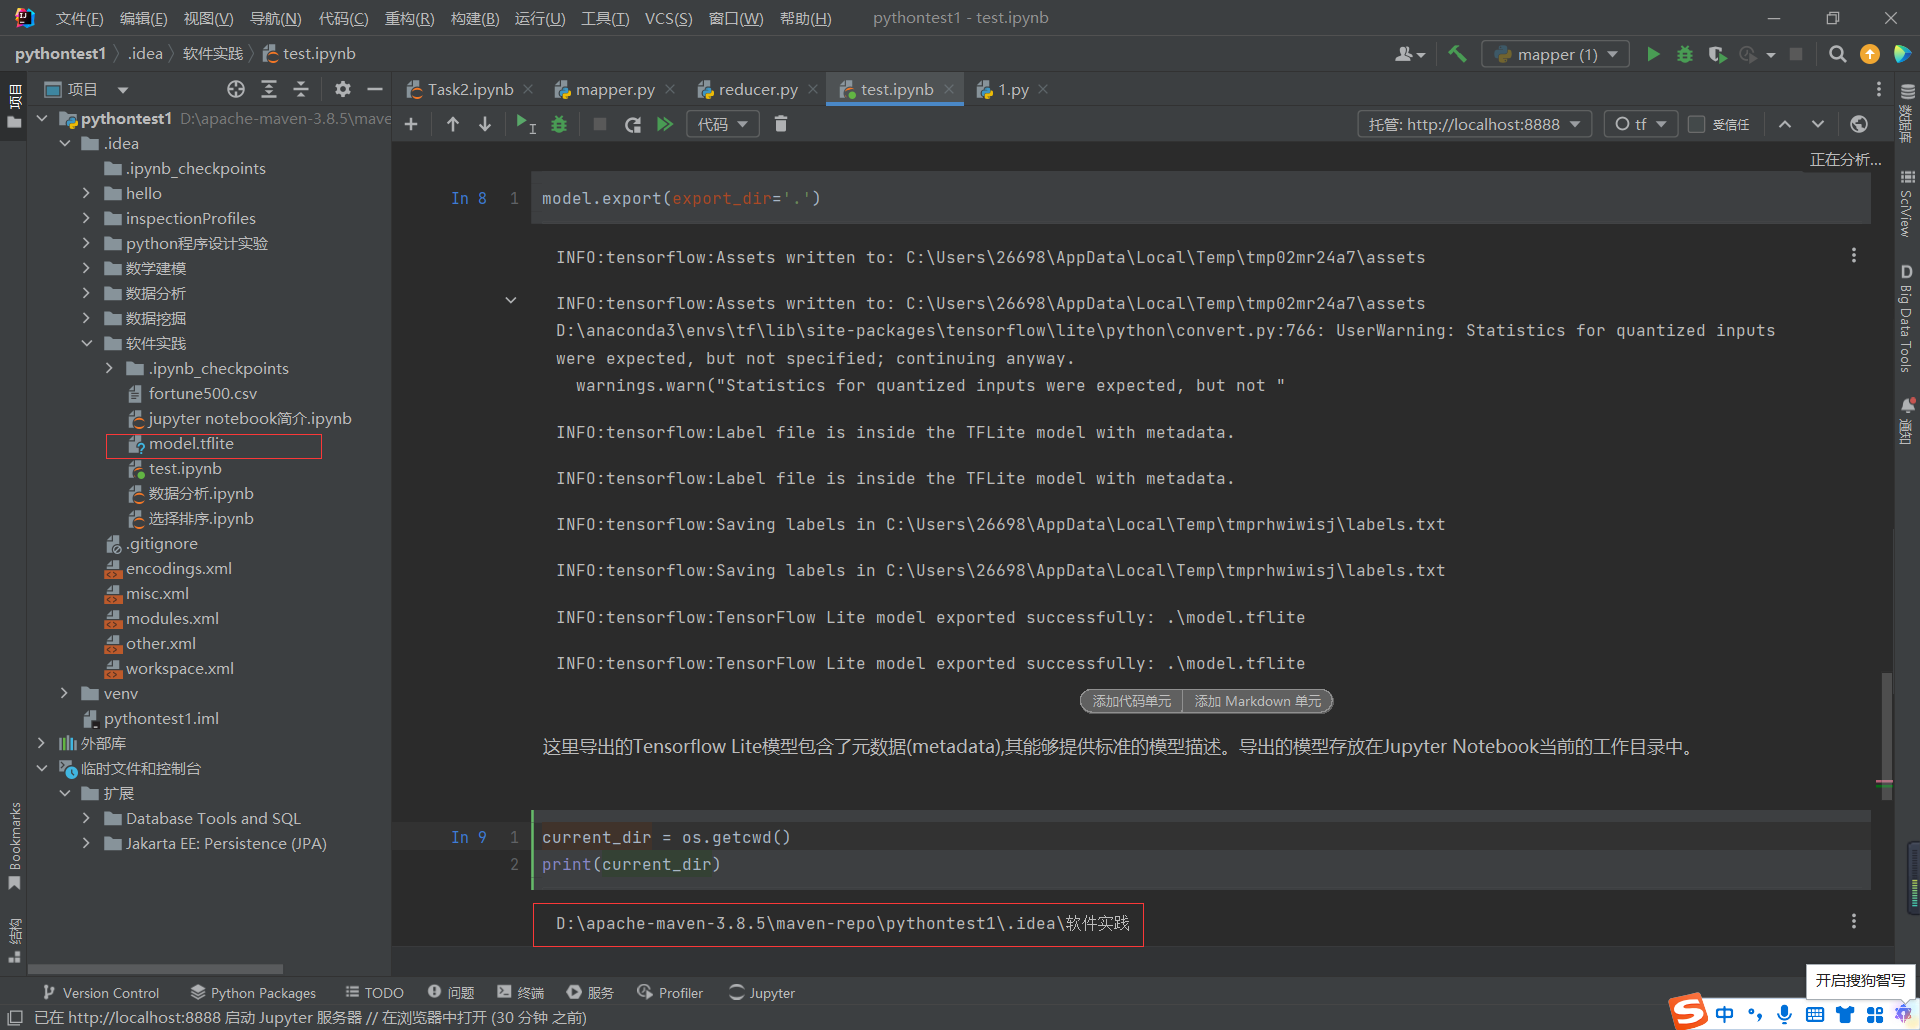 文件(F) 编辑(E) 视图(V) 导航(N) 代码(C) 重构(R) 构建(B) 运行(U) 工具(T) VCS(S) 窗口(W) 帮助(H) pythontest1 - test.ipynb
pythontest1 .idea 软件实践 test.ipynb
mapper (1)
项目
项目
Task2.ipynb mapper.py reducer.py test.ipynb 1.py
代码
托管: http://localhost:8888 tf 受信任
正在分析...
pythontest1 D:\apache-maven-3.8.5\mave
.idea
.ipynb_checkpoints
hello
inspectionProfiles
python程序设计实验
数学建模
数据分析
数据挖掘
软件实践
.ipynb_checkpoints
fortune500.csv
jupyter notebook简介.ipynb
model.tflite
test.ipynb
数据分析.ipynb
选择排序.ipynb
.gitignore
encodings.xml
misc.xml
modules.xml
other.xml
workspace.xml
venv
pythontest1.iml
外部库
临时文件和控制台
扩展
Database Tools and SQL
Jakarta EE: Persistence (JPA)
In 8 1 model.export(export_dir='.')
INFO:tensorflow:Assets written to: C:\Users\26698\AppData\Local\Temp\tmp02mr24a7\assets
INFO:tensorflow:Assets written to: C:\Users\26698\AppData\Local\Temp\tmp02mr24a7\assets
D:\anaconda3\envs\tf\lib\site-packages\tensorflow\lite\python\convert.py:766: UserWarning: Statistics for quantized inputs
were expected, but not specified; continuing anyway.
warnings.warn("Statistics for quantized inputs were expected, but not "
INFO:tensorflow:Label file is inside the TFLite model with metadata.
INFO:tensorflow:Label file is inside the TFLite model with metadata.
INFO:tensorflow:Saving labels in C:\Users\26698\AppData\Local\Temp\tmprhwiwisj\labels.txt
INFO:tensorflow:Saving labels in C:\Users\26698\AppData\Local\Temp\tmprhwiwisj\labels.txt
INFO:tensorflow:TensorFlow Lite model exported successfully: .\model.tflite
INFO:tensorflow:TensorFlow Lite model exported successfully: .\model.tflite
添加代码单元 添加 Markdown 单元
这里导出的Tensorflow Lite模型包含了元数据(metadata),其能够提供标准的模型描述。导出的模型存放在Jupyter Notebook当前的工作目录中。
In 9 1 current_dir = os.getcwd()
2 print(current_dir)
D:\apache-maven-3.8.5\maven-repo\pythontest1\.idea\软件实践
数据库
SciView
D Big Data Tools
通知
Bookmarks
结构
Version Control Python Packages TODO 问题 终端 服务 Profiler Jupyter
已在 http://localhost:8888 启动 Jupyter 服务器 // 在浏览器中打开 (30 分钟 之前)
开启搜狗智写
S 中